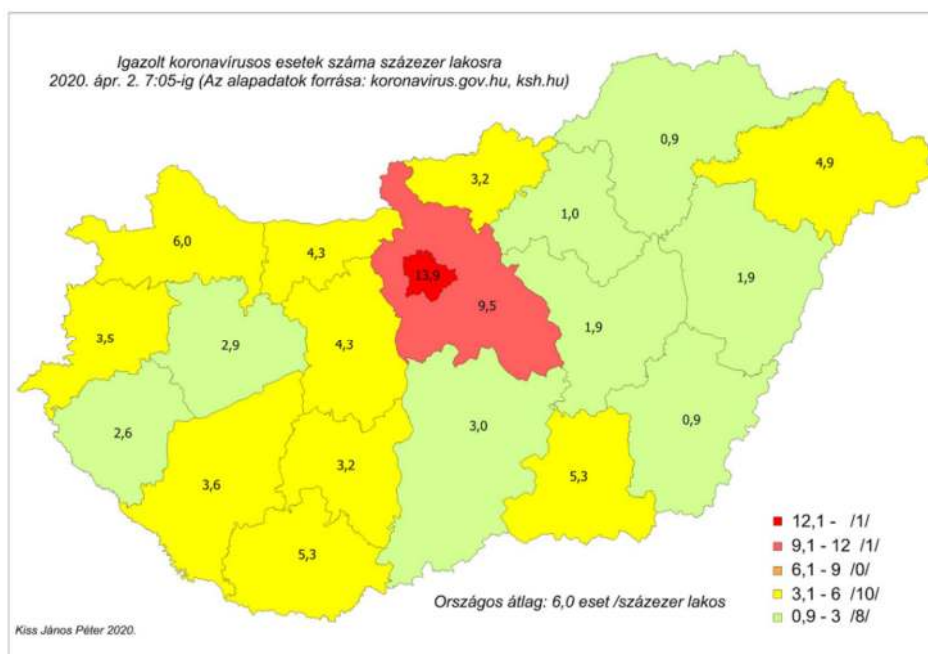 Igazolt koronavírusos esetek száma százezer lakosra
2020. ápr. 2. 7:05-ig (Az alapadatok forrása: koronavirus.gov.hu, ksh.hu)
0,9
4,9
3,2
1,0
6,0
4,3
13,9
9,5
1,9
1,9
3,5
2,9
4,3
2,6
3,0
0,9
3,6
3,2
5,3
5,3
12,1 - /1/
9,1 - 12 /1/
6,1 - 9 /0/
3,1 - 6 /10/
0,9 - 3 /8/
Országos átlag: 6,0 eset /százezer lakos
Kiss János Péter 2020.